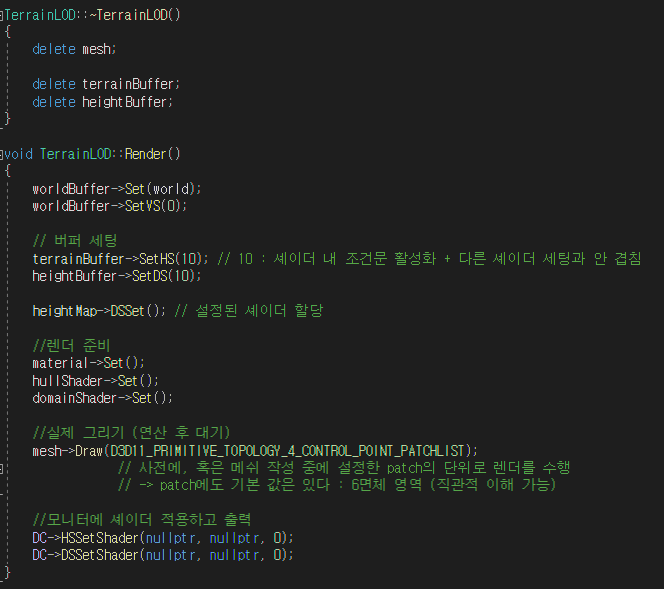 TerrainLOD::~TerrainLOD()
{
    delete mesh;

    delete terrainBuffer;
    delete heightBuffer;
}

void TerrainLOD::Render()
{
    worldBuffer->Set(world);
    worldBuffer->SetVS(0);

    // 버퍼 세팅
    terrainBuffer->SetHS(10); // 10 : 셰이더 내 조건문 활성화 + 다른 셰이더 세팅과 안 겹침
    heightBuffer->SetDS(10);

    heightMap->DSSet(); // 설정된 셰이더 할당

    //렌더 준비
    material->Set();
    hullShader->Set();
    domainShader->Set();

    //실제 그리기 (연산 후 대기)
    mesh->Draw(D3D11_PRIMITIVE_TOPOLOGY_4_CONTROL_POINT_PATCHLIST);
            // 사전에, 혹은 메쉬 작성 중에 설정한 patch의 단위로 렌더를 수행
            // -> patch에도 기본 값은 있다 : 6면체 영역 (직관적 이해 가능)

    //모니터에 셰이더 적용하고 출력
    DC->HSSetShader(nullptr, nullptr, 0);
    DC->DSSetShader(nullptr, nullptr, 0);
}